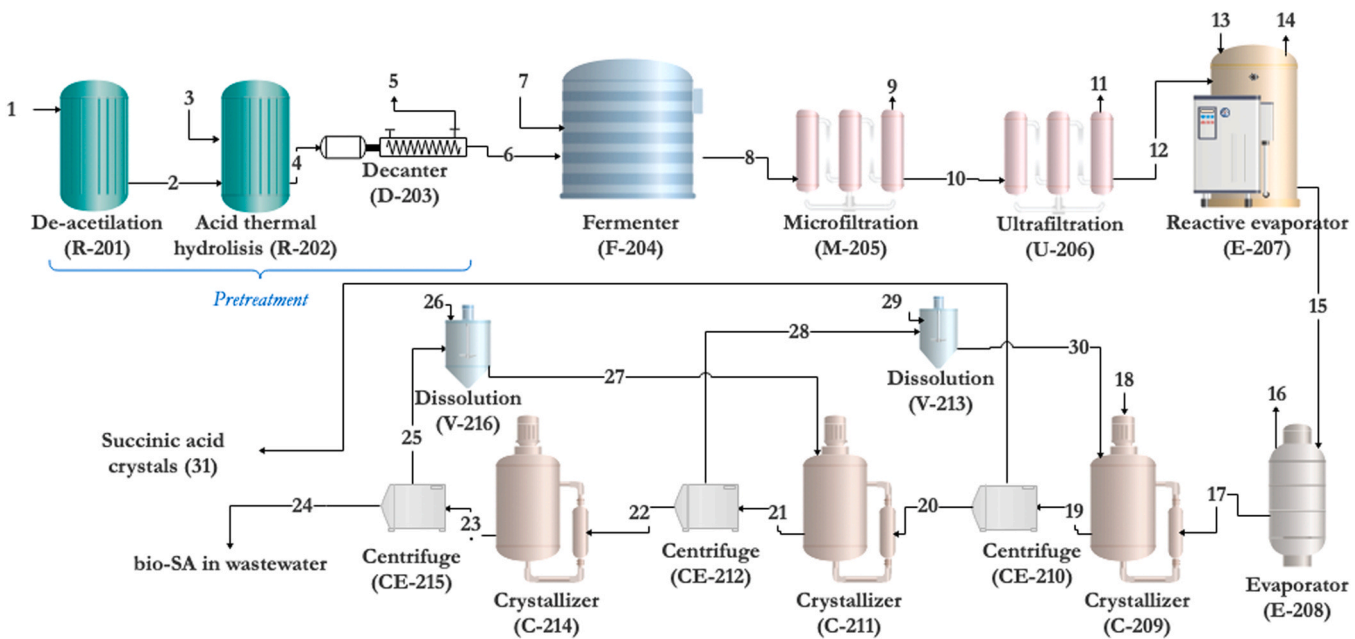 13
14
5
7
9
11
1
3
12
4
2
6
8
10
Decanter
(D-203)
De-acetilation
(R-201)
Acid thermal
hydrolisis (R-202)
Fermenter
(F-204)
Microfiltration
(M-205)
Ultrafiltration
(U-206)
Reactive evaporator
(E-207)
Pretreatment
26
29
15
28
30
27
Dissolution
(V-216)
Dissolution
(V-213)
18
16
25
Succinic acid
crystals (31)
24
23
22
21
20
19
17
bio-SA in wastewater
Centrifuge
(CE-215)
Centrifuge
(CE-212)
Centrifuge
(CE-210)
Evaporator
(E-208)
Crystallizer
(C-214)
Crystallizer
(C-211)
Crystallizer
(C-209)